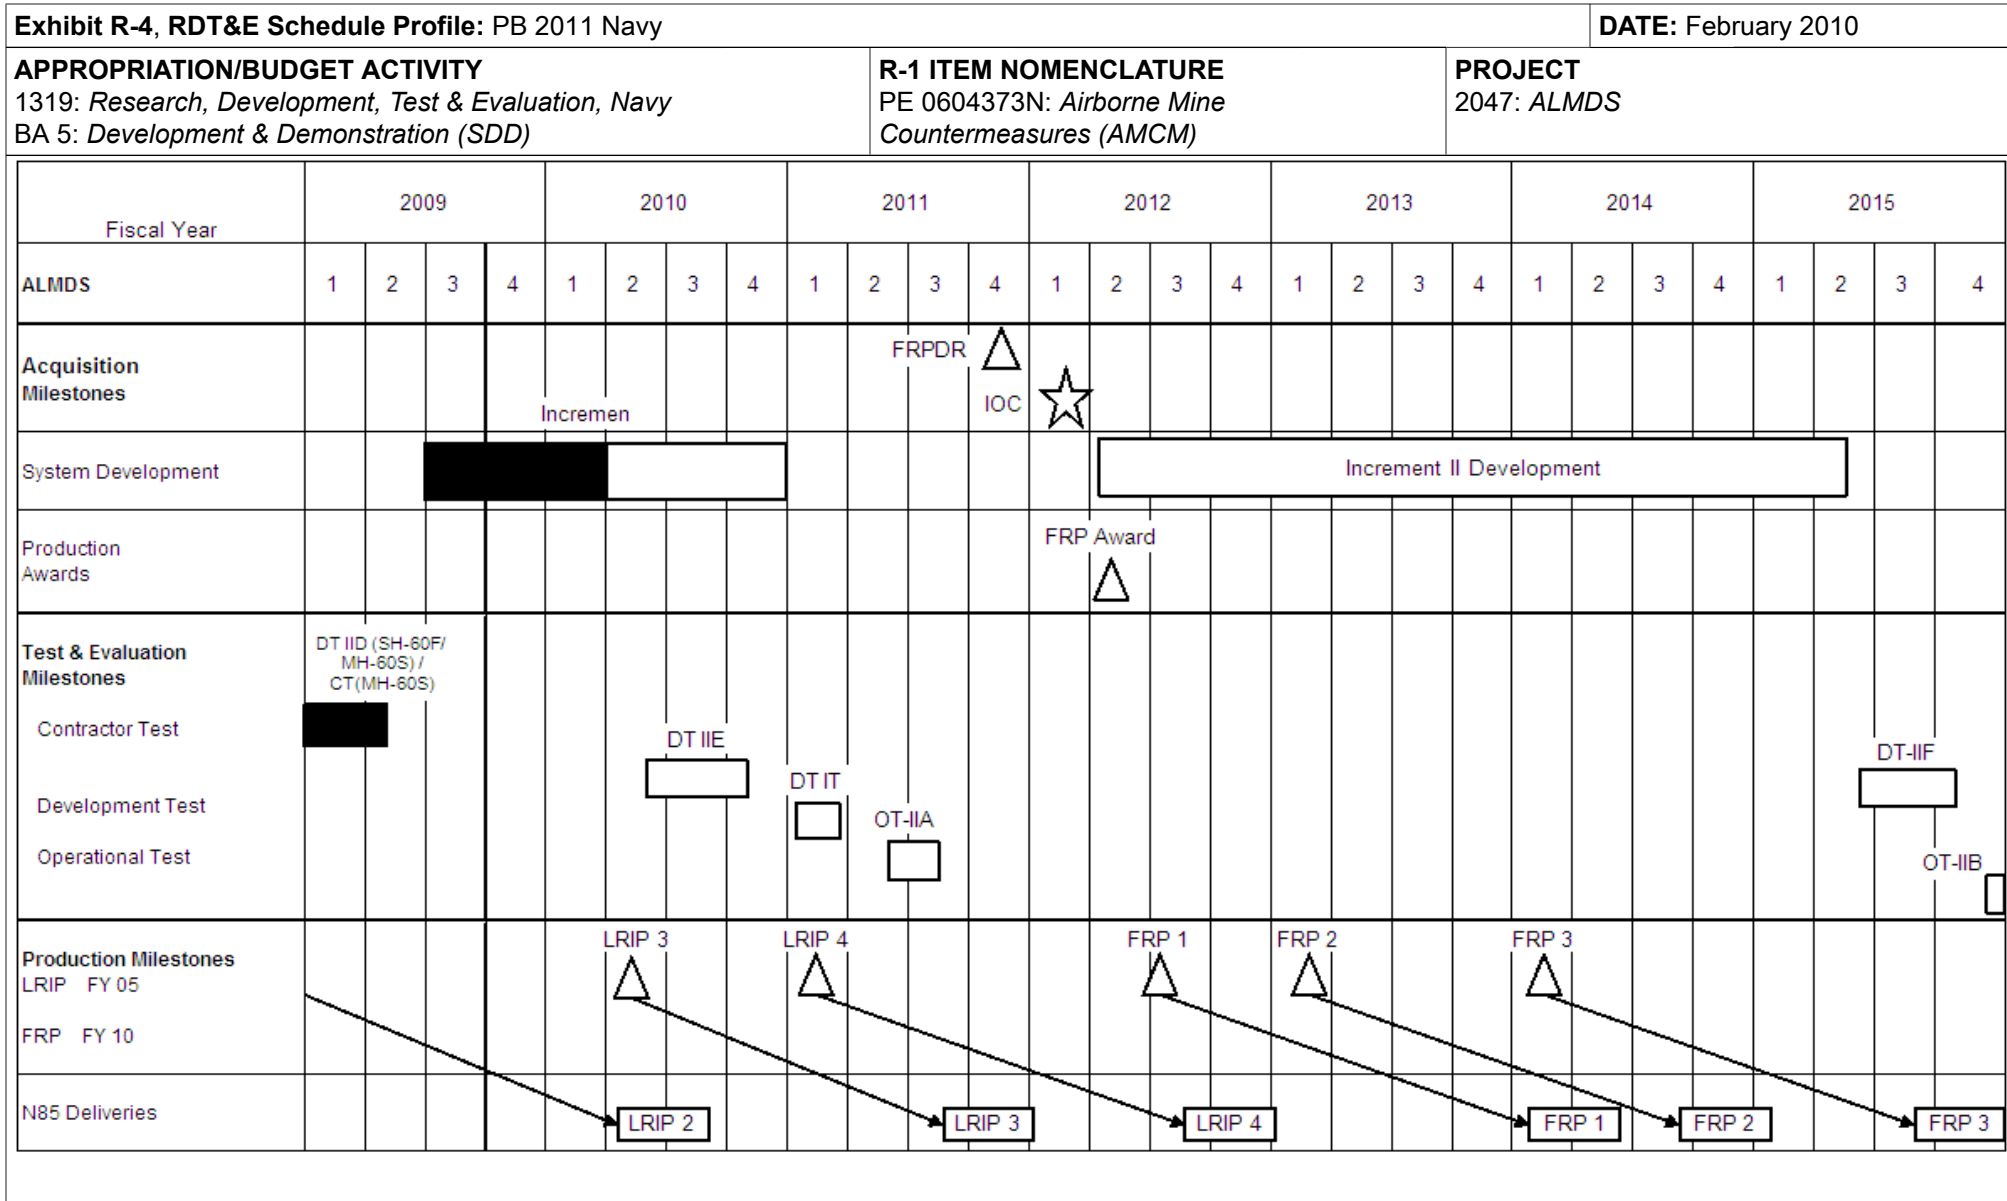 Exhibit R-4, RDT&E Schedule Profile: PB 2011 Navy
DATE: February 2010
APPROPRIATION/BUDGET ACTIVITY
1319: Research, Development, Test & Evaluation, Navy
BA 5: Development & Demonstration (SDD)
R-1 ITEM NOMENCLATURE
PE 0604373N: Airborne Mine
Countermeasures (AMCM)
PROJECT
2047: ALMDS
Fiscal Year
2009 2010 2011 2012 2013 2014 2015
ALMDS 1 2 3 4 1 2 3 4 1 2 3 4 1 2 3 4 1 2 3 4 1 2 3 4 1 2 3 4
Acquisition
Milestones
FRPDR
IOC
Incremen
System Development
Increment II Development
Production
Awards
FRP Award
Test & Evaluation
Milestones
DT IID (SH-60F/
MH-60S) /
CT(MH-60S)
Contractor Test
DT IIE
DT-IIF
DT IT
Development Test
OT-IIA
Operational Test
OT-IIB
Production Milestones
LRIP FY 05
FRP FY 10
LRIP 3
LRIP 4
FRP 1
FRP 2
FRP 3
N85 Deliveries
LRIP 2
LRIP 3
LRIP 4
FRP 1
FRP 2
FRP 3